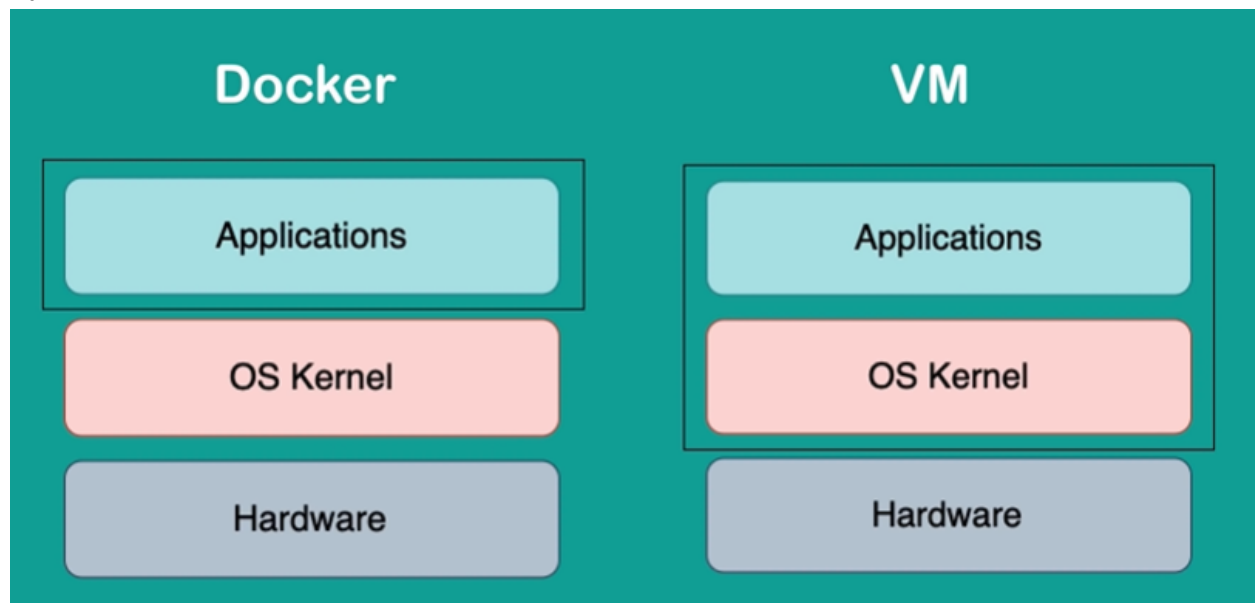 Docker
Applications
OS Kernel
Hardware
VM
Applications
OS Kernel
Hardware